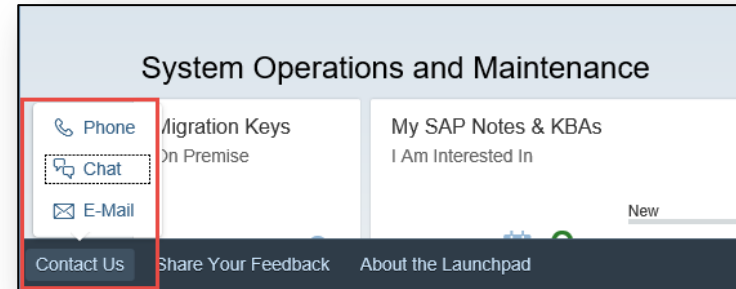 System Operations and Maintenance
Phone
Chat
E-Mail
Migration Keys
On Premise
My SAP Notes & KBAs
I Am Interested In
New
Contact Us
Share Your Feedback
About the Launchpad